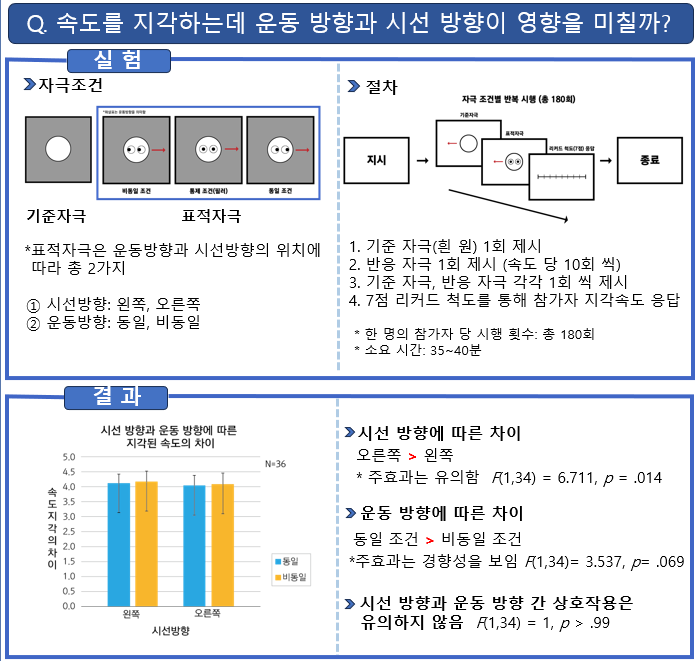 Q. 속도를 지각하는데 운동 방향과 시선 방향이 영향을 미칠까?
실 험
자극조건
*화살표는 운동방향을 의미함
비동일 조건
통제 조건(필러)
동일 조건
기준자극
표적자극
*표적자극은 운동방향과 시선방향의 위치에
따라 총 2가지
① 시선방향: 왼쪽, 오른쪽
② 운동방향: 동일, 비동일
절차
자극 조건별 반복 시행 (총 180회)
지시
기준자극
표적자극
리커드 척도(7점) 응답
종료
1. 기준 자극(흰 원) 1회 제시
2. 반응 자극 1회 제시 (속도 당 10회 씩)
3. 기준 자극, 반응 자극 각각 1회 씩 제시
4. 7점 리커드 척도를 통해 참가자 지각속도 응답
* 한 명의 참가자 당 시행 횟수: 총 180회
* 소요 시간: 35~40분
결 과
시선 방향과 운동 방향에 따른
지각된 속도의 차이
N=36
속도지각의차이
5.0
4.5
4.0
3.5
3.0
2.5
2.0
1.5
1.0
0.5
0.0
왼쪽
오른쪽
시선방향
동일
비동일
시선 방향에 따른 차이
오른쪽 > 왼쪽
* 주효과는 유의함 F(1,34) = 6.711, p = .014
운동 방향에 따른 차이
동일 조건 > 비동일 조건
*주효과는 경향성을 보임 F(1,34)= 3.537, p= .069
시선 방향과 운동 방향 간 상호작용은
유의하지 않음 F(1,34) = 1, p > .99